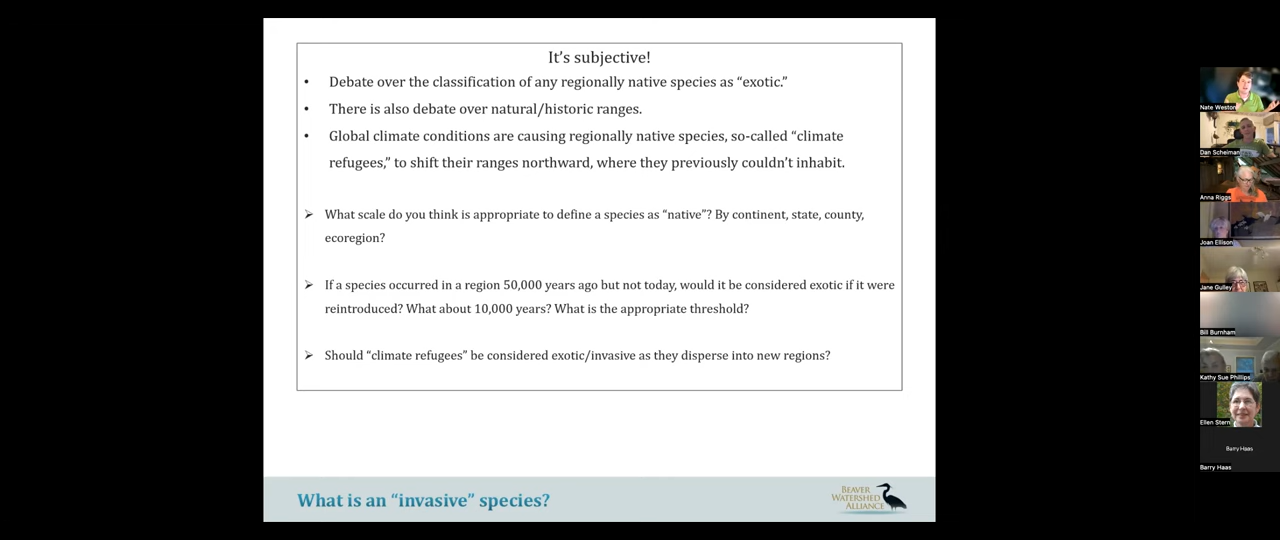 It's subjective!
• Debate over the classification of any regionally native species as "exotic."
• There is also debate over natural/historic ranges.
• Global climate conditions are causing regionally native species, so-called "climate
refugees," to shift their ranges northward, where they previously couldn't inhabit.
➢ What scale do you think is appropriate to define a species as "native"? By continent, state, county,
ecoregion?
➢ If a species occurred in a region 50,000 years ago but not today, would it be considered exotic if it were
reintroduced? What about 10,000 years? What is the appropriate threshold?
➢ Should "climate refugees" be considered exotic/invasive as they disperse into new regions?
What is an "invasive" species?
BEAVER
WATERSHED
ALLIANCE
Nate Weston
Dan Scheiman
Anna Riggs
Joan Ellison
Jane Gulley
Bill Burnham
Kathy Sue Phillips
Ellen Stern
Barry Haas
Barry Haas